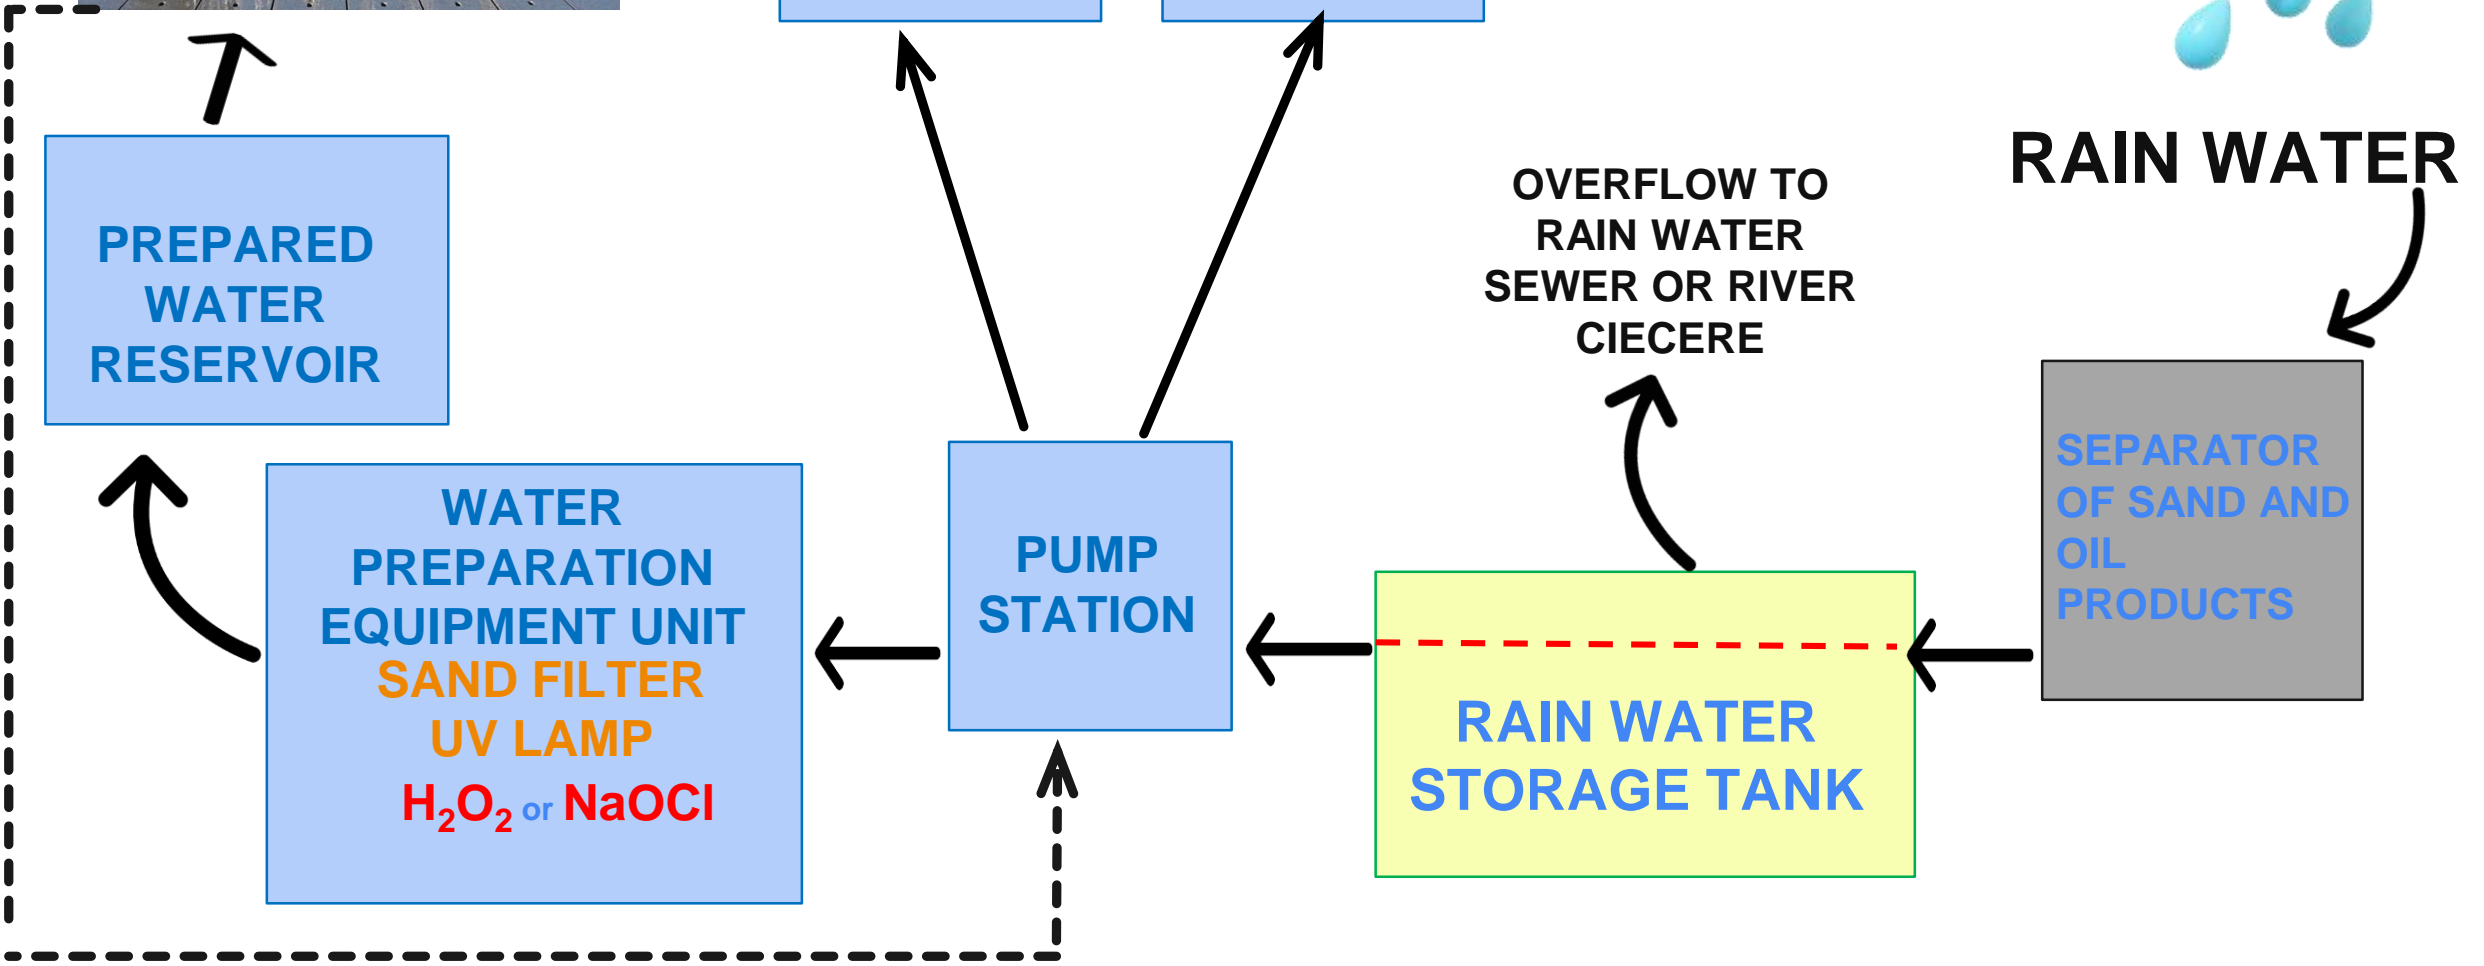 RAIN WATER
OVERFLOW TO
RAIN WATER
SEWER OR RIVER
CIECERE
PREPARED
WATER
RESERVOIR
SEPARATOR
OF SAND AND
OIL
PRODUCTS
WATER
PREPARATION
EQUIPMENT UNIT
SAND FILTER
UV LAMP
H₂O₂ or NaOCl
PUMP
STATION
RAIN WATER
STORAGE TANK